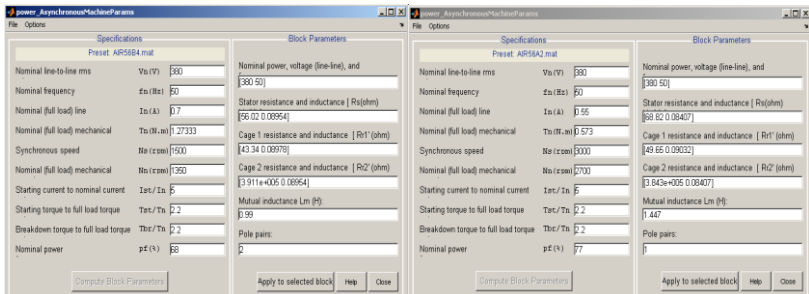 power_AsynchronousMachineParams
File Options
Specifications
Preset: AIR56B4.mat
Nominal line-to-line rms Vn(V) 380
Nominal frequency fn(Hz) 50
Nominal (full load) line In(A) 0.7
Nominal (full load) mechanical Tn(N.m) 1.27333
Synchronous speed Ns(rpm) 1500
Nominal (full load) mechanical Nn(rpm) 1350
Starting current to nominal current Ist/In 5
Starting torque to full load torque Tst/Tn 2.2
Breakdown torque to full load torque Tbr/Tn 2.2
Nominal power pf(%) 68
Compute Block Parameters
Block Parameters
Nominal power, voltage (line-line), and
[380 50]
Stator resistance and inductance [ Rs(ohm)
[56.02 0.08954]
Cage 1 resistance and inductance [ Rr1' (ohm)
[43.34 0.08978]
Cage 2 resistance and inductance [ Rr2' (ohm)
[3.911e+005 0.08954]
Mutual inductance Lm (H):
0.99
Pole pairs:
2
Apply to selected block Help Close
power_AsynchronousMachineParams
File Options
Specifications
Preset: AIR56A2.mat
Nominal line-to-line rms Vn(V) 380
Nominal frequency fn(Hz) 50
Nominal (full load) line In(A) 0.55
Nominal (full load) mechanical Tn(N.m) 0.573
Synchronous speed Ns(rpm) 3000
Nominal (full load) mechanical Nn(rpm) 2700
Starting current to nominal current Ist/In 5
Starting torque to full load torque Tst/Tn 2.2
Breakdown torque to full load torque Tbr/Tn 2.2
Nominal power pf(%) 77
Compute Block Parameters
Block Parameters
Nominal power, voltage (line-line), and
[380 50]
Stator resistance and inductance [ Rs(ohm)
[68.82 0.08407]
Cage 1 resistance and inductance [ Rr1' (ohm)
[49.65 0.09032]
Cage 2 resistance and inductance [ Rr2' (ohm)
[3.843e+005 0.08407]
Mutual inductance Lm (H):
1.447
Pole pairs:
1
Apply to selected block Help Close